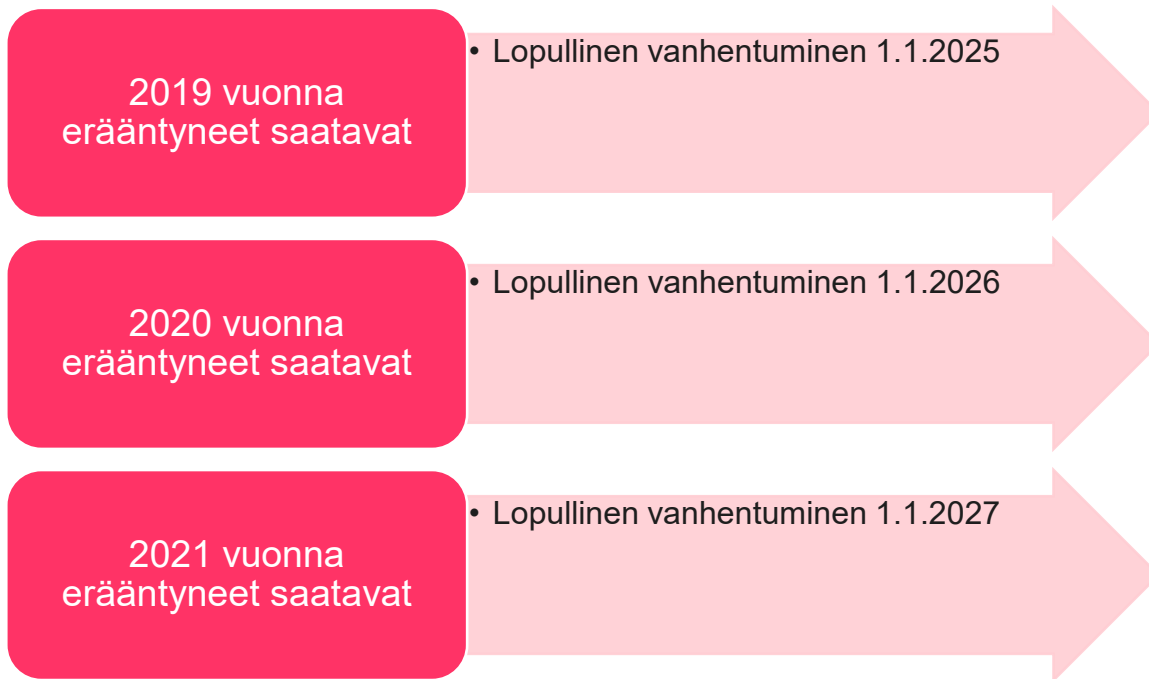 2019 vuonna
erääntyneet saatavat
• Lopullinen vanhentuminen 1.1.2025
2020 vuonna
erääntyneet saatavat
• Lopullinen vanhentuminen 1.1.2026
2021 vuonna
erääntyneet saatavat
• Lopullinen vanhentuminen 1.1.2027